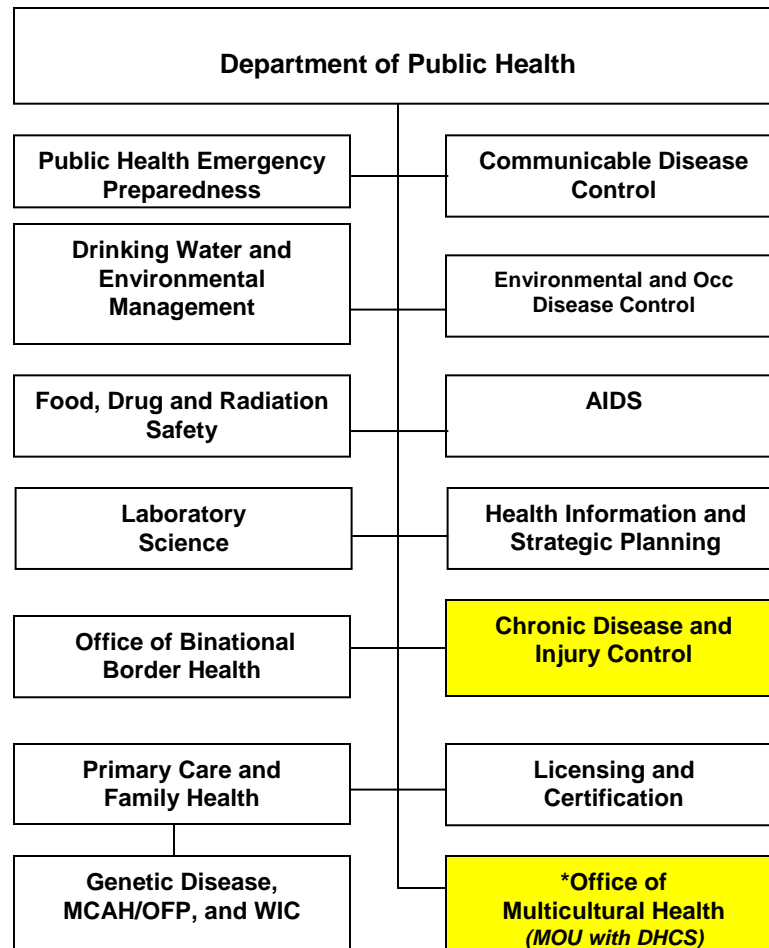 Department of Public Health
Public Health Emergency
Preparedness
Communicable Disease
Control
Drinking Water and
Environmental
Management
Environmental and Occ
Disease Control
Food, Drug and Radiation
Safety
AIDS
Laboratory
Science
Health Information and
Strategic Planning
Office of Binational
Border Health
Chronic Disease and
Injury Control
Primary Care and
Family Health
Licensing and
Certification
Genetic Disease,
MCAH/OFP, and WIC
*Office of
Multicultural Health
(MOU with DHCS)